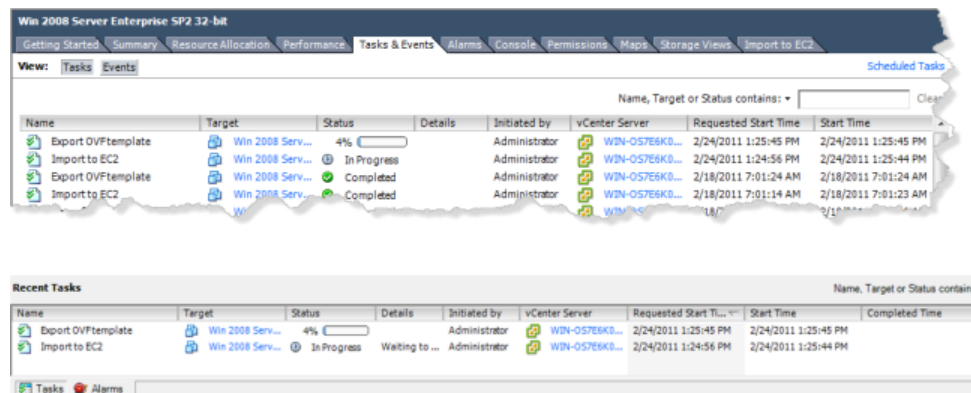 Win 2008 Server Enterprise SP2 32-bit
Getting Started Summary Resource Allocation Performance Tasks & Events Alarms Console Permissions Maps Storage Views Import to EC2
View: Tasks Events Scheduled Tasks
Name, Target or Status contains: Clear
Name Target Status Details Initiated by vCenter Server Requested Start Time Start Time
Export OVFtemplate Win 2008 Serv... 4% Administrator WIN-OS7E6K0... 2/24/2011 1:25:45 PM 2/24/2011 1:25:45 PM
Import to EC2 Win 2008 Serv... In Progress Administrator WIN-OS7E6K0... 2/24/2011 1:24:56 PM 2/24/2011 1:25:44 PM
Export OVFtemplate Win 2008 Serv... Completed Administrator WIN-OS7E6K0... 2/18/2011 7:01:24 AM 2/18/2011 7:01:24 AM
Import to EC2 Win 2008 Serv... Completed Administrator WIN-OS7E6K0... 2/18/2011 7:01:14 AM 2/18/2011 7:01:23 AM
Recent Tasks Name, Target or Status contain
Name Target Status Details Initiated by vCenter Server Requested Start Ti... Start Time Completed Time
Export OVFtemplate Win 2008 Serv... 4% Administrator WIN-OS7E6K0... 2/24/2011 1:25:45 PM 2/24/2011 1:25:45 PM
Import to EC2 Win 2008 Serv... In Progress Waiting to ... Administrator WIN-OS7E6K0... 2/24/2011 1:24:56 PM 2/24/2011 1:25:44 PM
Tasks Alarms